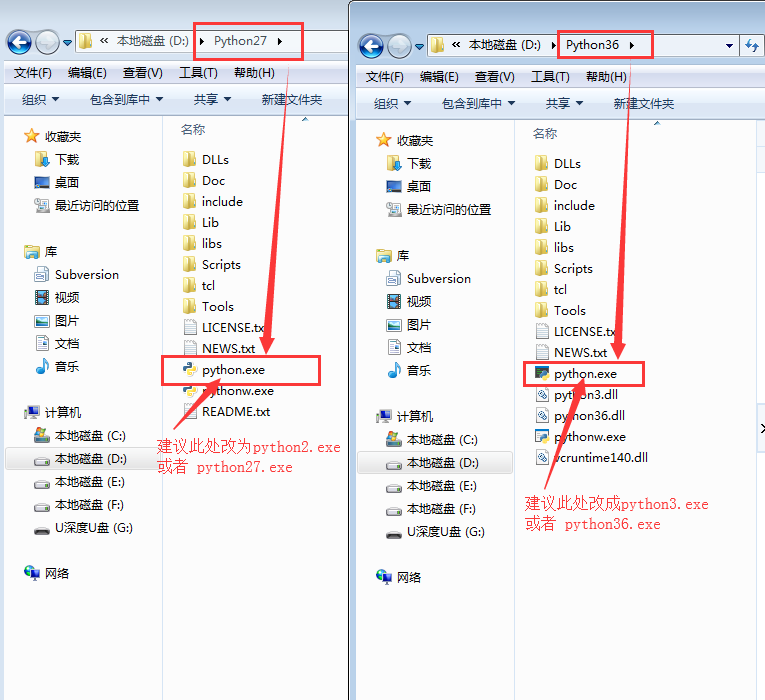 本地磁盘 (D:) Python27
文件(F) 编辑(E) 查看(V) 工具(T) 帮助(H)
组织 包含到库中 共享 新建文件夹
收藏夹
下载
桌面
最近访问的位置
库
Subversion
视频
图片
文档
音乐
计算机
本地磁盘 (C:)
本地磁盘 (D:)
本地磁盘 (E:)
本地磁盘 (F:)
U深度U盘 (G:)
网络
名称
DLLs
Doc
include
Lib
libs
Scripts
tcl
Tools
LICENSE.txt
NEWS.txt
python.exe
pythonw.exe
README.txt
建议此处改为python2.exe
或者 python27.exe
本地磁盘 (D:) Python36
文件(F) 编辑(E) 查看(V) 工具(T) 帮助(H)
组织 包含到库中 共享 新建文件夹
收藏夹
下载
桌面
最近访问的位置
库
Subversion
视频
图片
文档
音乐
计算机
本地磁盘 (C:)
本地磁盘 (D:)
本地磁盘 (E:)
本地磁盘 (F:)
U深度U盘 (G:)
网络
名称
DLLs
Doc
include
Lib
libs
Scripts
tcl
Tools
LICENSE.txt
NEWS.txt
python.exe
python3.dll
python36.dll
pythonw.exe
vcruntime140.dll
建议此处改成python3.exe
或者 python36.exe